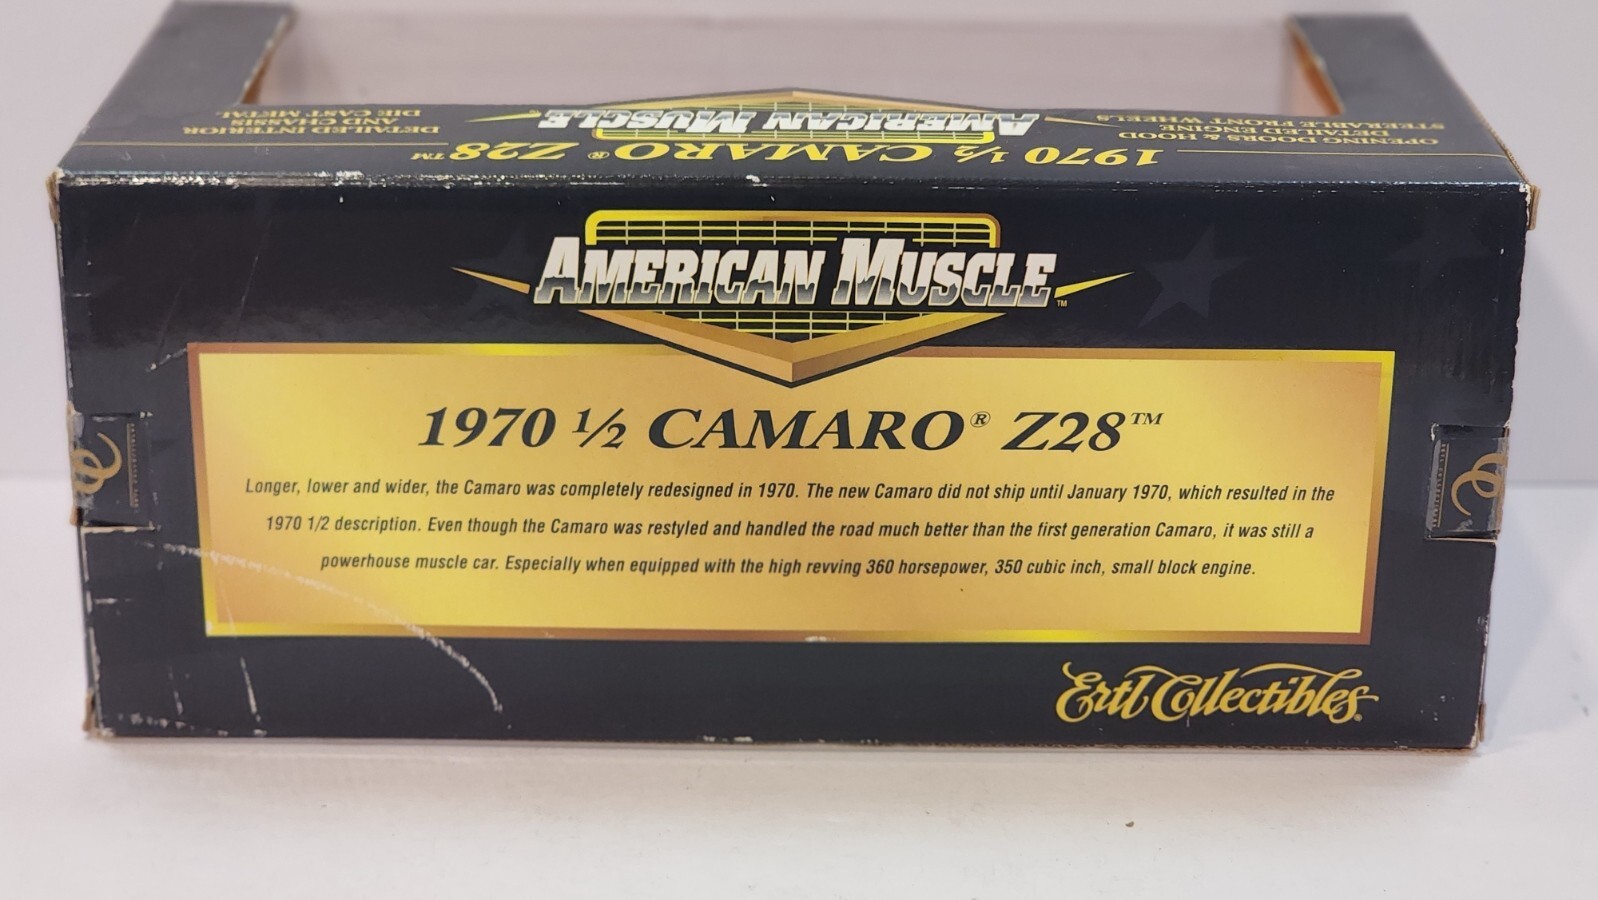 DETAILED INTERIOR
AND CHASSIS
DIE CAST METAL
AMERICAN MUSCLE™
OPENING DOORS & HOOD
DETAILED ENGINE
STEERABLE FRONT WHEELS
1970 ½ CAMARO® Z28™
AMERICAN MUSCLE™
1970 ½ CAMARO® Z28™
Longer, lower and wider, the Camaro was completely redesigned in 1970. The new Camaro did not ship until January 1970, which resulted in the
1970 1/2 description. Even though the Camaro was restyled and handled the road much better than the first generation Camaro, it was still a
powerhouse muscle car. Especially when equipped with the high revving 360 horsepower, 350 cubic inch, small block engine.
Ertl Collectibles®